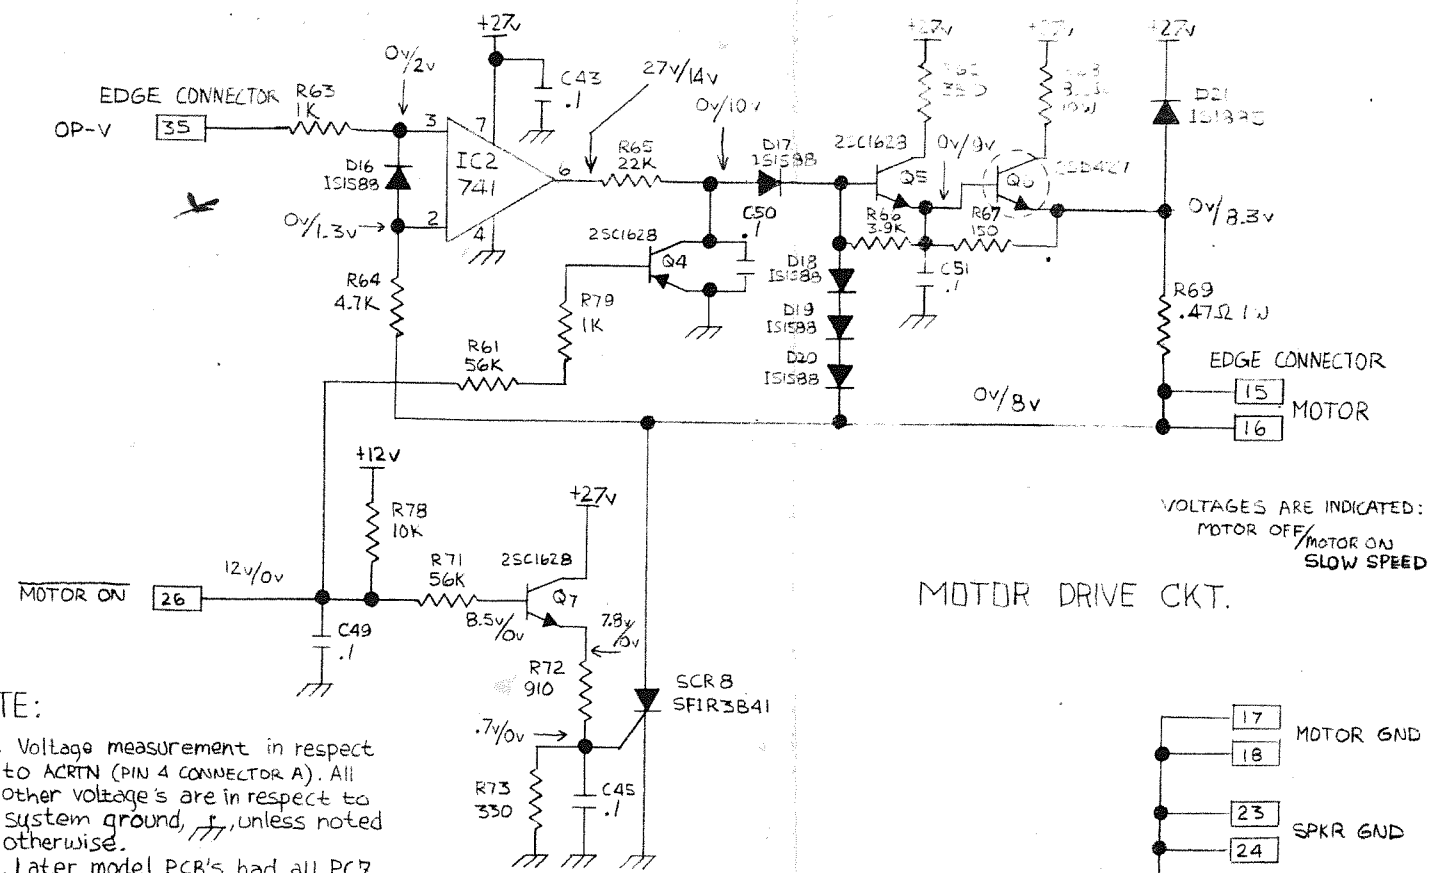 +27v
+27v
+27v
+27v
0v/2v
C43
.1
27v/14v
EDGE CONNECTOR
R63
1K
0v/10v
D21
OP-V
35
3
7
IC2
741
6
R65
22K
D17
1S1588
2SC1628
0v/9v
D16
IS1588
Q5
Q6
2SD427
0v/1.3v
2
4
C50
.1
R66
3.9K
R67
150
0v/8.3v
2SC1628
Q4
D18
IS1588
C51
.1
R64
4.7K
R79
1K
D19
IS1588
R69
.47Ω 1W
R61
56K
D20
IS1588
EDGE CONNECTOR
15
0v/8v
MOTOR
16
+12v
+27v
R78
10K
VOLTAGES ARE INDICATED:
MOTOR OFF/MOTOR ON
SLOW SPEED
12v/0v
R71
56K
2SC1628
MOTOR ON
26
Q7
MOTOR DRIVE CKT.
8.5v/0v
7.8v/0v
C49
.1
R72
910
SCR8
SF1R3B41
TE:
.7v/0v
17
MOTOR GND
18
. Voltage measurement in respect
to ACRTN (PIN 4 CONNECTOR A). All
other voltage's are in respect to
system ground, , unless noted
otherwise.
R73
330
C45
.1
23
SPKR GND
24
. Later model PCB's had all PC7